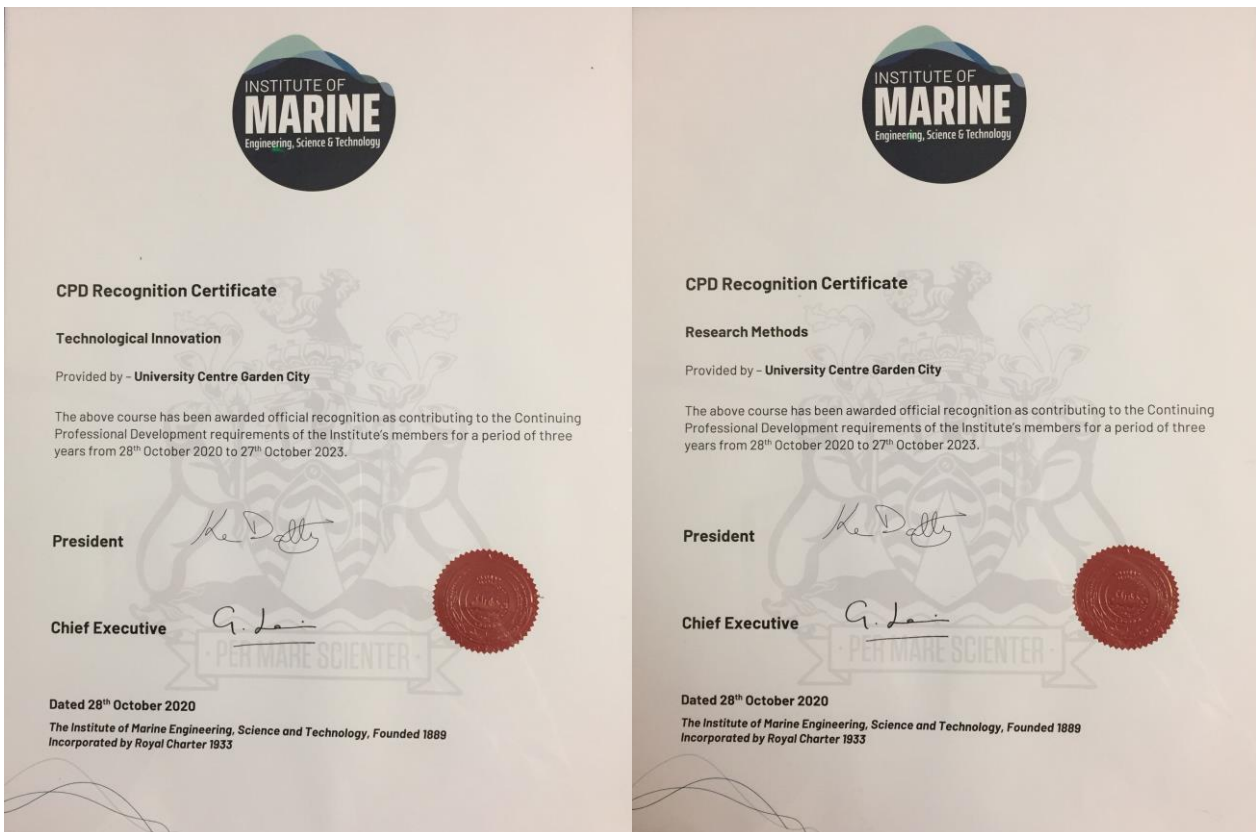 INSTITUTE OF
MARINE
Engineering, Science & Technology
CPD Recognition Certificate
Technological Innovation
Provided by – University Centre Garden City
The above course has been awarded official recognition as contributing to the Continuing
Professional Development requirements of the Institute's members for a period of three
years from 28th October 2020 to 27th October 2023.
President
Chief Executive
PER MARE SCIENTER
Dated 28th October 2020
The Institute of Marine Engineering, Science and Technology, Founded 1889
Incorporated by Royal Charter 1933
INSTITUTE OF
MARINE
Engineering, Science & Technology
CPD Recognition Certificate
Research Methods
Provided by – University Centre Garden City
The above course has been awarded official recognition as contributing to the Continuing
Professional Development requirements of the Institute's members for a period of three
years from 28th October 2020 to 27th October 2023.
President
Chief Executive
PER MARE SCIENTER
Dated 28th October 2020
The Institute of Marine Engineering, Science and Technology, Founded 1889
Incorporated by Royal Charter 1933